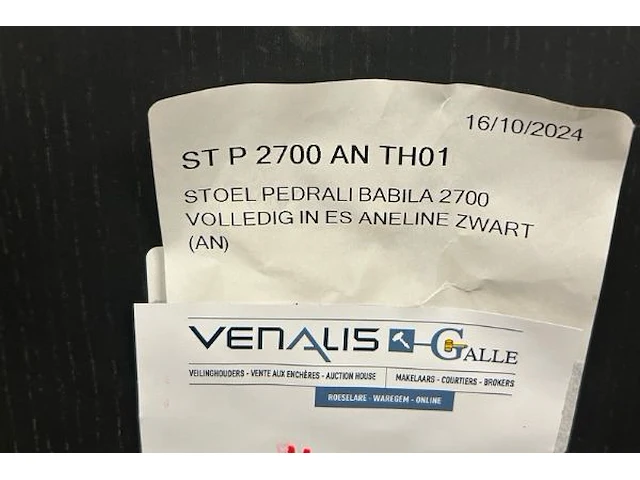 16/10/2024
ST P 2700 AN TH01
STOEL PEDRALI BABILA 2700
VOLLEDIG IN ES ANELINE ZWART
(AN)
VENALIS GALLE
VEILINGHOUDERS - VENTE AUX ENCHÈRES - AUCTION HOUSE MAKELAARS - COURTIERS - BROKERS
ROESELARE - WAREGEM - ONLINE